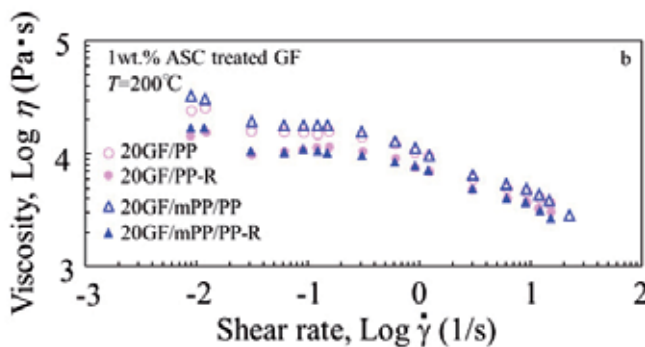 5
1wt.% ASC treated GF
b
T=200℃
4
20GF/PP
20GF/PP-R
20GF/mPP/PP
20GF/mPP/PP-R
3
-3 -2 -1 0 1 2
Viscosity, Log η (Pa·s)
Shear rate, Log γ̇ (1/s)